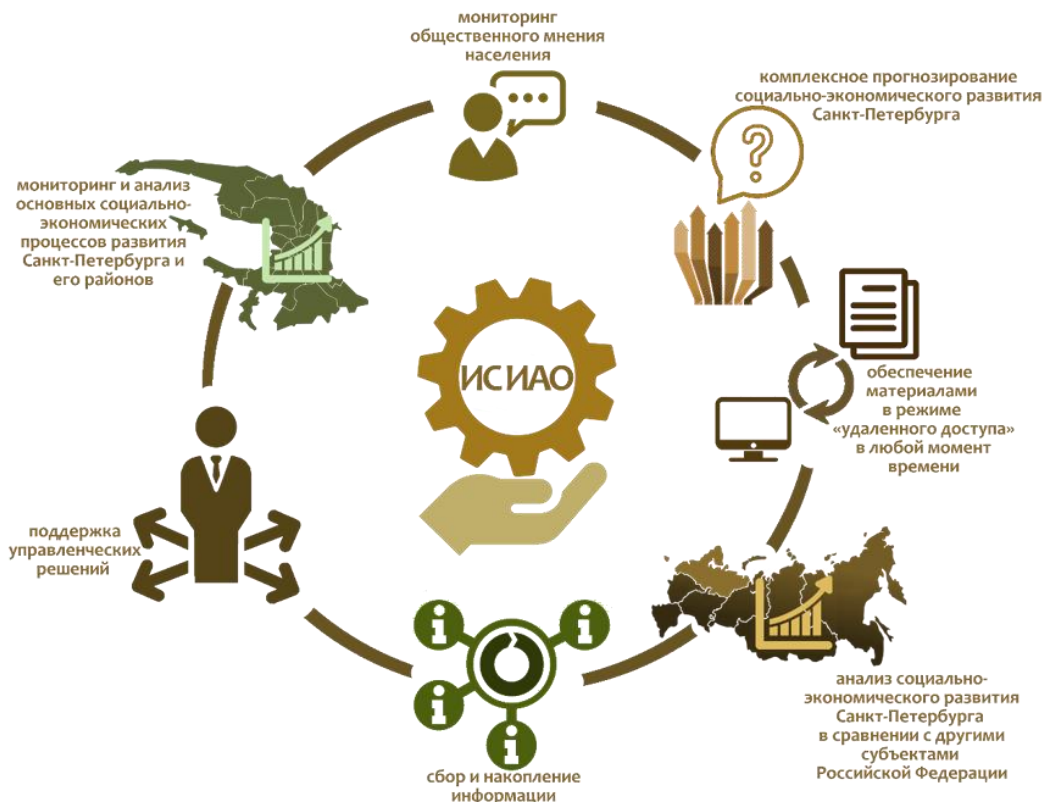 мониторинг
общественного мнения
населения
комплексное прогнозирование
социально-экономического развития
Санкт-Петербурга
мониторинг и анализ
основных социально-
экономических
процессов развития
Санкт-Петербурга и
его районов
ИС ИАО
обеспечение
материалами
в режиме
«удаленного доступа»
в любой момент
времени
поддержка
управленческих
решений
анализ социально-
экономического развития
Санкт-Петербурга
в сравнении с другими
субъектами
Российской Федерации
сбор и накопление
информации